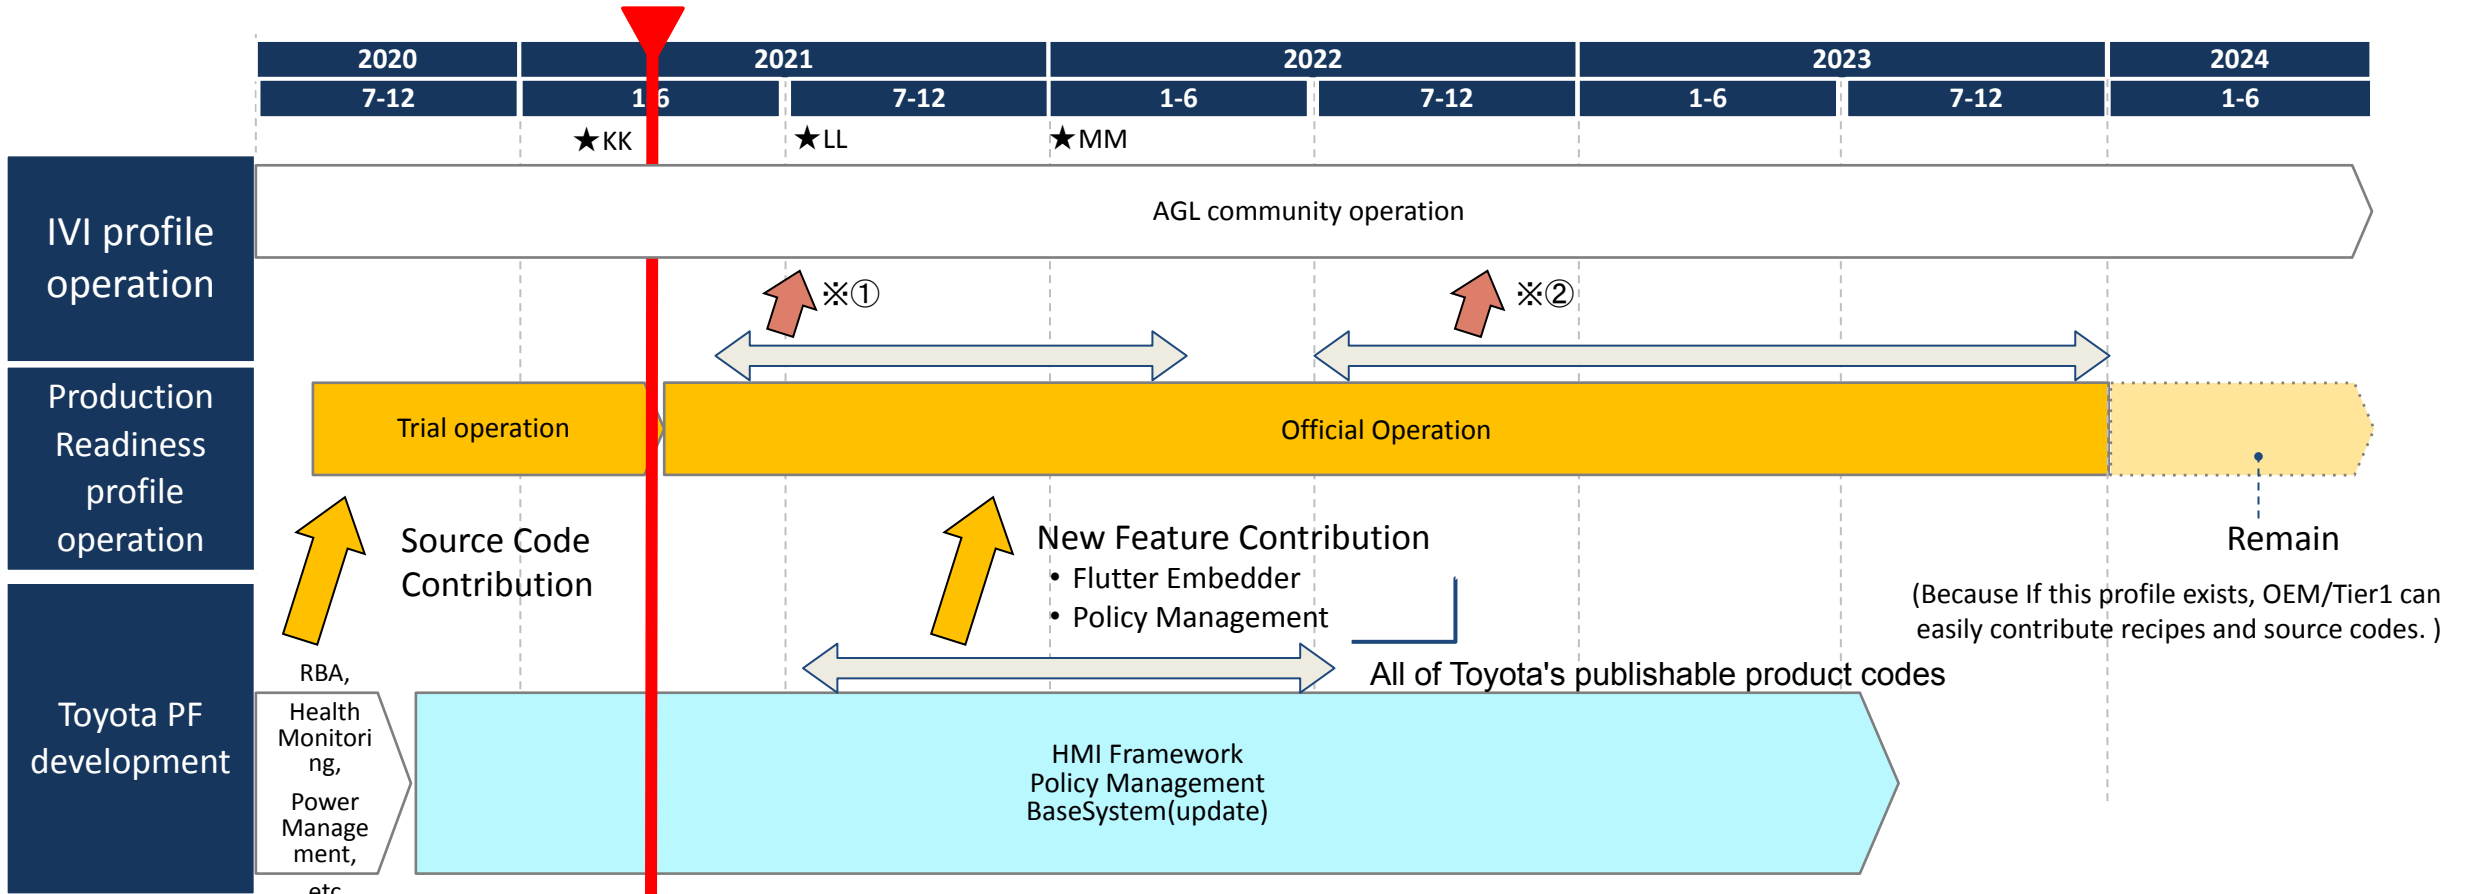 2020
2021
2022
2023
2024
7-12
1-6
7-12
1-6
7-12
1-6
7-12
1-6
★KK
★LL
★MM
IVI profile
operation
AGL community operation
※①
※②
Production
Readiness
profile
operation
Trial operation
Official Operation
Source Code
Contribution
New Feature Contribution
• Flutter Embedder
• Policy Management
Remain
(Because If this profile exists, OEM/Tier1 can
easily contribute recipes and source codes. )
All of Toyota's publishable product codes
Toyota PF
development
RBA,
Health
Monitori
ng,
Power
Manage
ment,
etc
HMI Framework
Policy Management
BaseSystem(update)